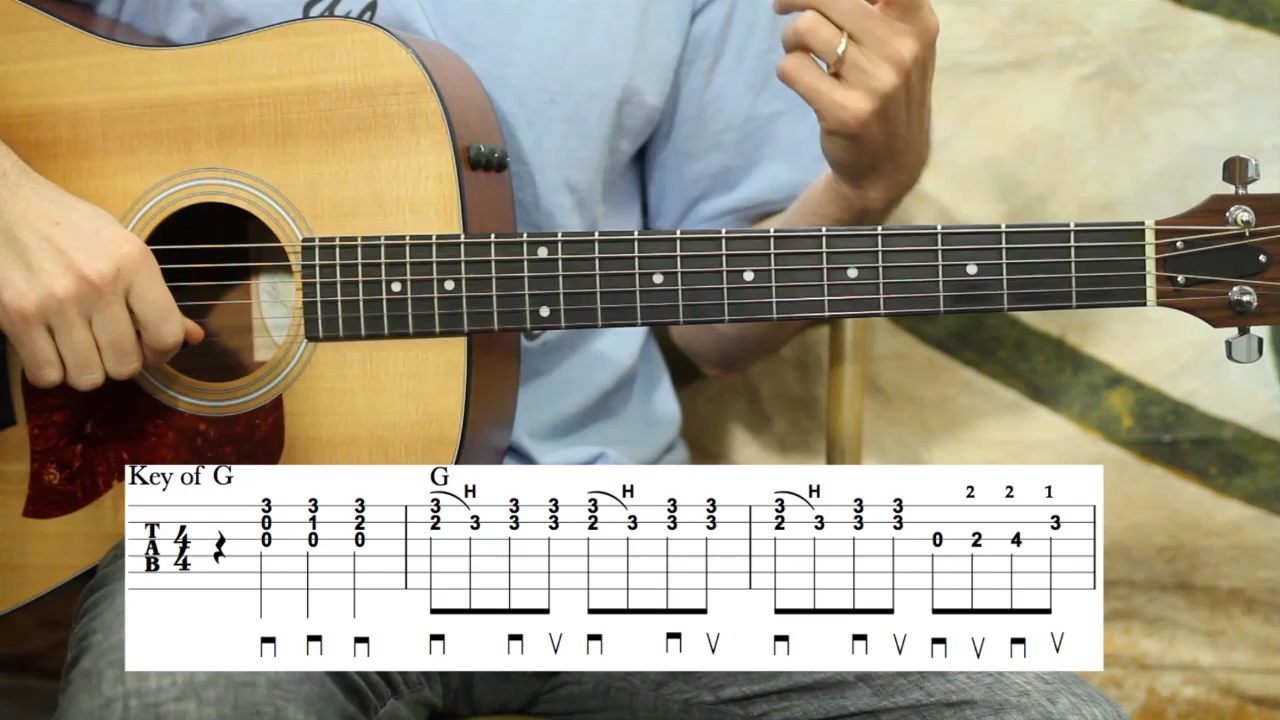 Key of G
G
H H H 2 2 1
3 3 3 3 3 3 3 3 3 3 3 3
0 1 2 2 3 3 3 2 3 3 3 2 3 3 3 3
0 0 0 0 2 4
T
A
B
4
4